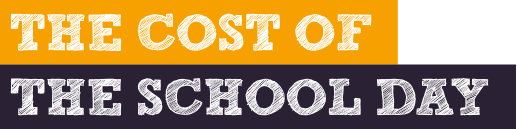 THE COST OF
THE SCHOOL DAY